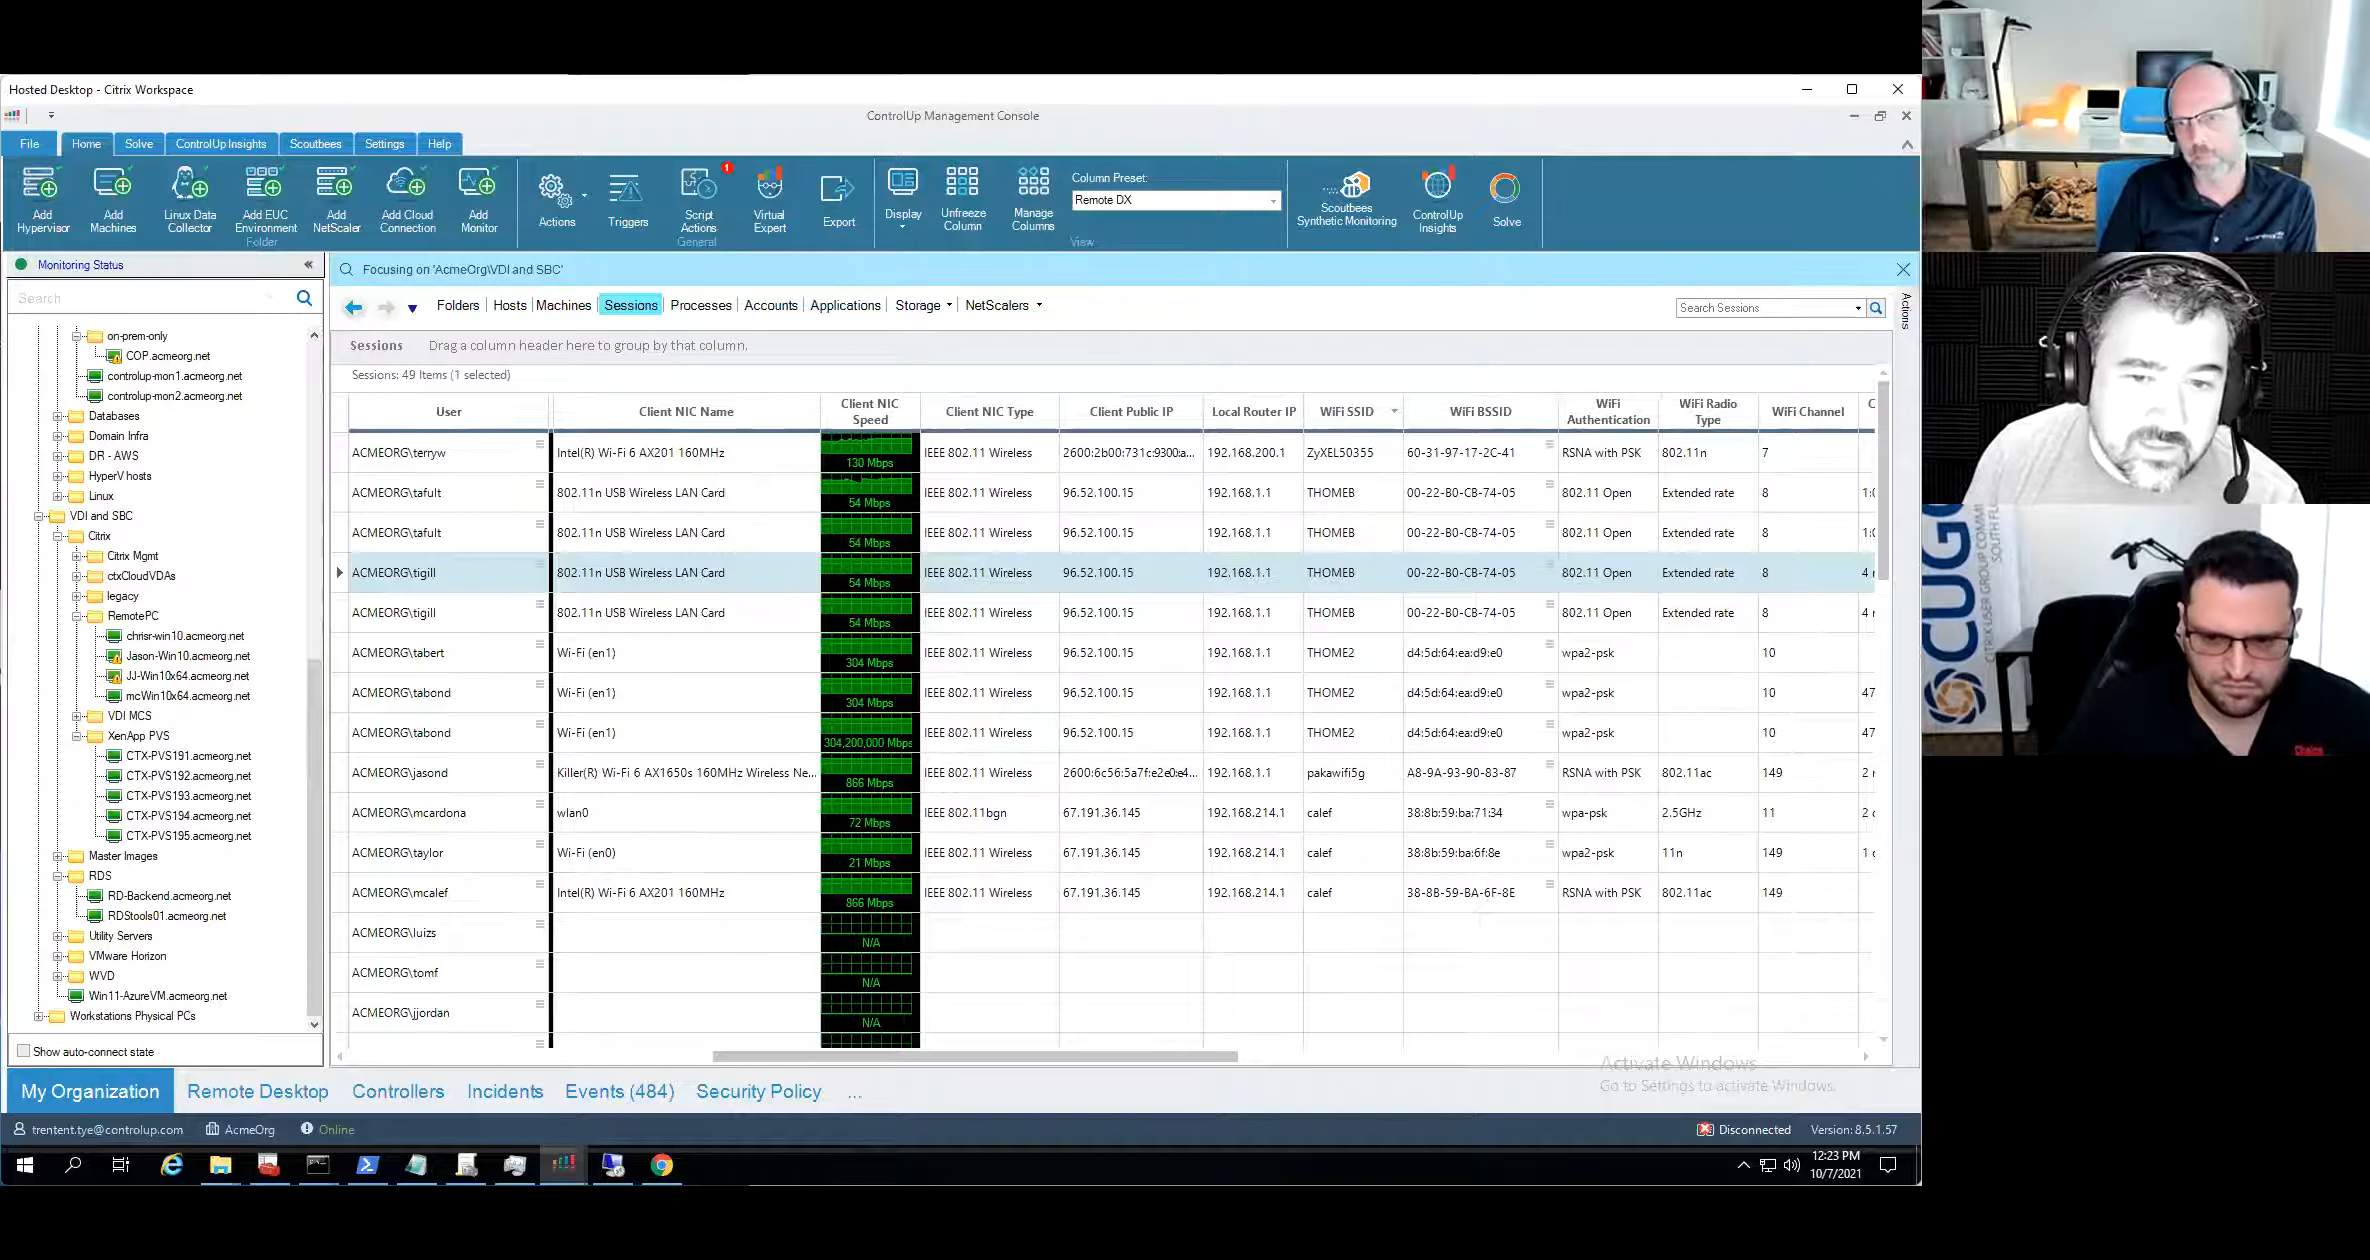 Hosted Desktop - Citrix Workspace
ControlUp Management Console
File Home Solve ControlUp Insights Scoutbees Settings Help
Add Hypervisor
Add Machines
Linux Data Collector
Add EUC Environment
Add NetScaler
Add Cloud Connection
Add Monitor
Folder
Actions
Triggers
1
Script Actions
Virtual Expert
Export
General
Display
Unfreeze Column
Manage Columns
Column Preset:
Remote DX
View
Scoutbees Synthetic Monitoring
ControlUp Insights
Solve
Monitoring Status
Search
on-prem-only
COP.acmeorg.net
controlup-mon1.acmeorg.net
controlup-mon2.acmeorg.net
Databases
Domain Infra
DR - AWS
HyperV hosts
Linux
VDI and SBC
Citrix
Citrix Mgmt
ctxCloudVDAs
legacy
RemotePC
chrisr-win10.acmeorg.net
Jason-Win10.acmeorg.net
JJ-Win10x64.acmeorg.net
mcWin10x64.acmeorg.net
VDI MCS
XenApp PVS
CTX-PVS191.acmeorg.net
CTX-PVS192.acmeorg.net
CTX-PVS193.acmeorg.net
CTX-PVS194.acmeorg.net
CTX-PVS195.acmeorg.net
Master Images
RDS
RD-Backend.acmeorg.net
RDStools01.acmeorg.net
Utility Servers
VMware Horizon
WVD
Win11-AzureVM.acmeorg.net
Workstations Physical PCs
Show auto-connect state
Focusing on 'AcmeOrg\VDI and SBC'
Folders Hosts Machines Sessions Processes Accounts Applications Storage NetScalers
Search Sessions
Actions
Sessions Drag a column header here to group by that column.
Sessions: 49 Items (1 selected)
User Client NIC Name Client NIC Speed Client NIC Type Client Public IP Local Router IP WiFi SSID WiFi BSSID WiFi Authentication WiFi Radio Type WiFi Channel C
ACMEORG\terryw Intel(R) Wi-Fi 6 AX201 160MHz 130 Mbps IEEE 802.11 Wireless 2600:2b00:731c:9300:a... 192.168.200.1 ZyXEL50355 60-31-97-17-2C-41 RSNA with PSK 802.11n 7
ACMEORG\tafult 802.11n USB Wireless LAN Card 54 Mbps IEEE 802.11 Wireless 96.52.100.15 192.168.1.1 THOMEB 00-22-B0-CB-74-05 802.11 Open Extended rate 8 1:0
ACMEORG\tafult 802.11n USB Wireless LAN Card 54 Mbps IEEE 802.11 Wireless 96.52.100.15 192.168.1.1 THOMEB 00-22-B0-CB-74-05 802.11 Open Extended rate 8 1:0
ACMEORG\tigill 802.11n USB Wireless LAN Card 54 Mbps IEEE 802.11 Wireless 96.52.100.15 192.168.1.1 THOMEB 00-22-B0-CB-74-05 802.11 Open Extended rate 8 4
ACMEORG\tigill 802.11n USB Wireless LAN Card 54 Mbps IEEE 802.11 Wireless 96.52.100.15 192.168.1.1 THOMEB 00-22-B0-CB-74-05 802.11 Open Extended rate 8 4
ACMEORG\tabert Wi-Fi (en1) 304 Mbps IEEE 802.11 Wireless 96.52.100.15 192.168.1.1 THOME2 d4:5d:64:ea:d9:e0 wpa2-psk 10
ACMEORG\tabond Wi-Fi (en1) 304 Mbps IEEE 802.11 Wireless 96.52.100.15 192.168.1.1 THOME2 d4:5d:64:ea:d9:e0 wpa2-psk 10 47
ACMEORG\tabond Wi-Fi (en1) 304,200,000 Mbps IEEE 802.11 Wireless 96.52.100.15 192.168.1.1 THOME2 d4:5d:64:ea:d9:e0 wpa2-psk 10 47
ACMEORG\jasond Killer(R) Wi-Fi 6 AX1650s 160MHz Wireless Ne... 866 Mbps IEEE 802.11 Wireless 2600:6c56:5a7f:e2e0:e4... 192.168.1.1 pakawifi5g A8-9A-93-90-83-87 RSNA with PSK 802.11ac 149 2
ACMEORG\mcardona wlan0 72 Mbps IEEE 802.11bgn 67.191.36.145 192.168.214.1 calef 38:8b:59:ba:71:34 wpa-psk 2.5GHz 11 2
ACMEORG\taylor Wi-Fi (en0) 21 Mbps IEEE 802.11 Wireless 67.191.36.145 192.168.214.1 calef 38:8b:59:ba:6f:8e wpa2-psk 11n 149 1
ACMEORG\mcalef Intel(R) Wi-Fi 6 AX201 160MHz 866 Mbps IEEE 802.11 Wireless 67.191.36.145 192.168.214.1 calef 38-8B-59-BA-6F-8E RSNA with PSK 802.11ac 149
ACMEORG\luizs N/A
ACMEORG\tomf N/A
ACMEORG\jjordan N/A
Activate Windows
Go to Settings to activate Windows.
My Organization Remote Desktop Controllers Incidents Events (484) Security Policy ...
trentent.tye@controlup.com AcmeOrg Online
Disconnected Version: 8.5.1.57
12:23 PM
10/7/2021
CUG
CITRIX USER GROUP COMM
SOUTH FL